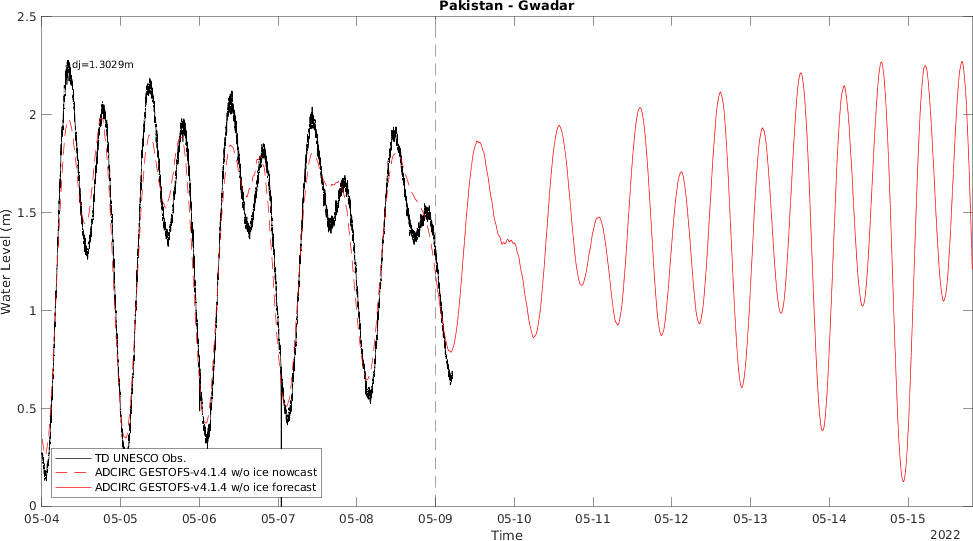 Pakistan - Gwadar
dj=1.3029m
Water Level (m)
2.5
2
1.5
1
0.5
0
TD UNESCO Obs.
ADCIRC GESTOFS-v4.1.4 w/o ice nowcast
ADCIRC GESTOFS-v4.1.4 w/o ice forecast
05-04 05-05 05-06 05-07 05-08 05-09 05-10 05-11 05-12 05-13 05-14 05-15
Time
2022